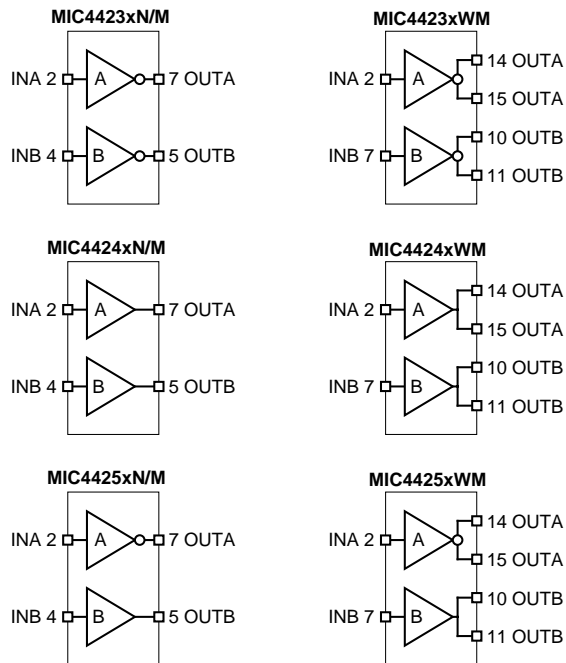 MIC4423xN/M
INA 2 A 7 OUTA
INB 4 B 5 OUTB
MIC4423xWM
14 OUTA
INA 2 A
15 OUTA
10 OUTB
INB 7 B
11 OUTB
MIC4424xN/M
INA 2 A 7 OUTA
INB 4 B 5 OUTB
MIC4424xWM
14 OUTA
INA 2 A
15 OUTA
10 OUTB
INB 7 B
11 OUTB
MIC4425xN/M
INA 2 A 7 OUTA
INB 4 B 5 OUTB
MIC4425xWM
14 OUTA
INA 2 A
15 OUTA
10 OUTB
INB 7 B
11 OUTB